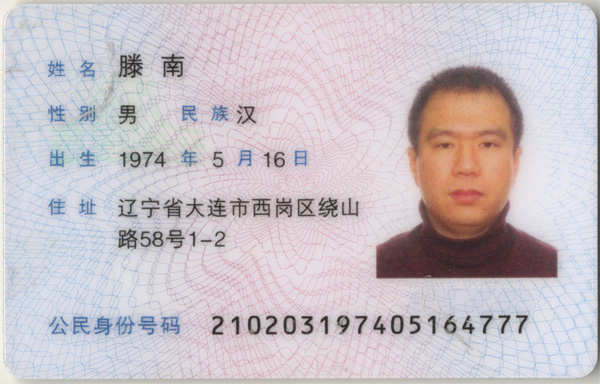 姓名 滕南
性别 男 民族 汉
出生 1974 年 5 月 16 日
住址 辽宁省大连市西岗区绕山
路58号1-2
公民身份号码 210203197405164777